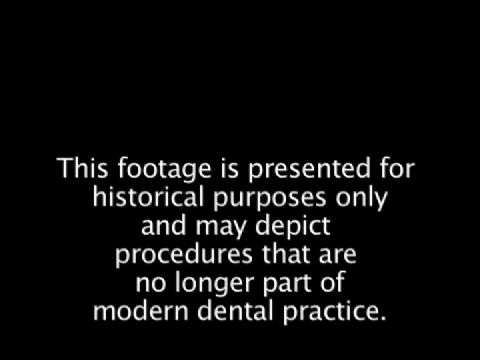 This footage is presented for
historical purposes only
and may depict
procedures that are
no longer part of
modern dental practice.